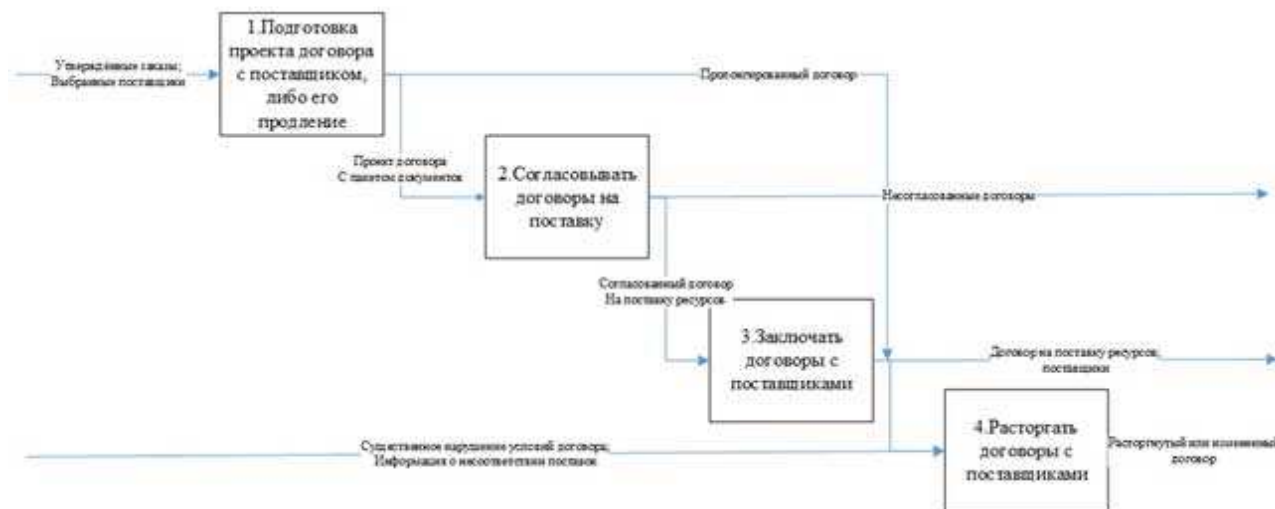 1.Подготовка
проекта договора
с поставщиком,
либо его
продление
Утверждённые заказы;
Выбранные поставщики
Пролонгированный договор
Проект договора
С пакетом документов
2.Согласовывать
договоры на
поставку
Несогласованные договоры
Согласованный договор
На поставку ресурсов
3.Заключать
договоры с
поставщиками
Договор на поставку ресурсов,
поставщики
Существенное нарушение условий договора;
Информация о несоответствии поставок
4.Расторгать
договоры с
поставщиками
Расторгнутый или измененный
договор